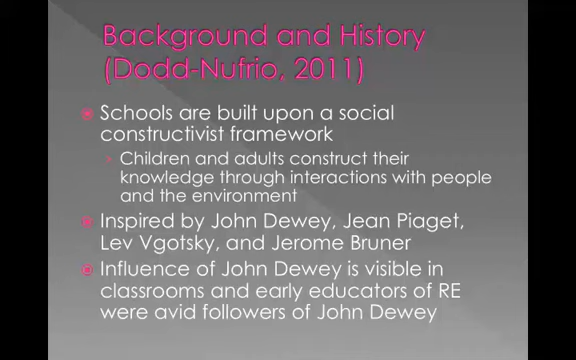 Background and History
(Dodd-Nufrio, 2011)
Schools are built upon a social
constructivist framework
Children and adults construct their
knowledge through interactions with people
and the environment
Inspired by John Dewey, Jean Piaget,
Lev Vgotsky, and Jerome Bruner
Influence of John Dewey is visible in
classrooms and early educators of RE
were avid followers of John Dewey